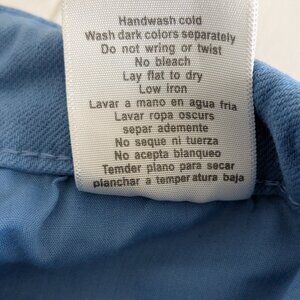 Handwash cold
Wash dark colors separately
Do not wring or twist
No bleach
Lay flat to dry
Low iron
Lavar a mano en agua fria
Lavar ropa oscurs
separ ademente
No seque ni tuerza
No acepta blanqueo
Temder plano para secar
planchar a temperatura baja